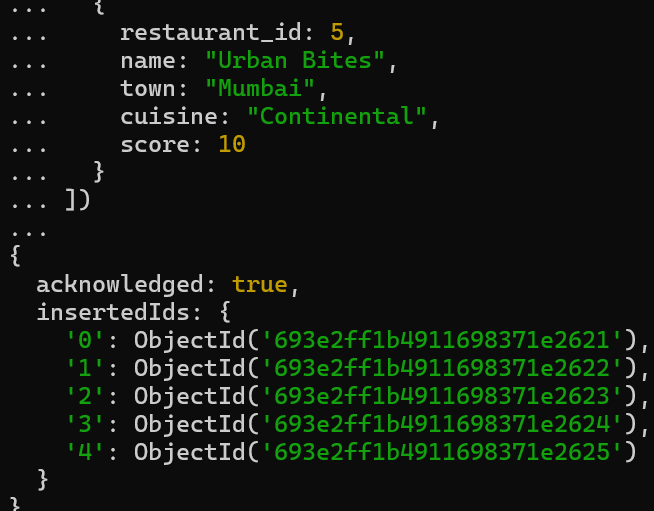 ...   {
...     restaurant_id: 5,
...     name: "Urban Bites",
...     town: "Mumbai",
...     cuisine: "Continental",
...     score: 10
...   }
... ])
...
{
  acknowledged: true,
  insertedIds: {
    '0': ObjectId('693e2ff1b4911698371e2621'),
    '1': ObjectId('693e2ff1b4911698371e2622'),
    '2': ObjectId('693e2ff1b4911698371e2623'),
    '3': ObjectId('693e2ff1b4911698371e2624'),
    '4': ObjectId('693e2ff1b4911698371e2625')
  }
}